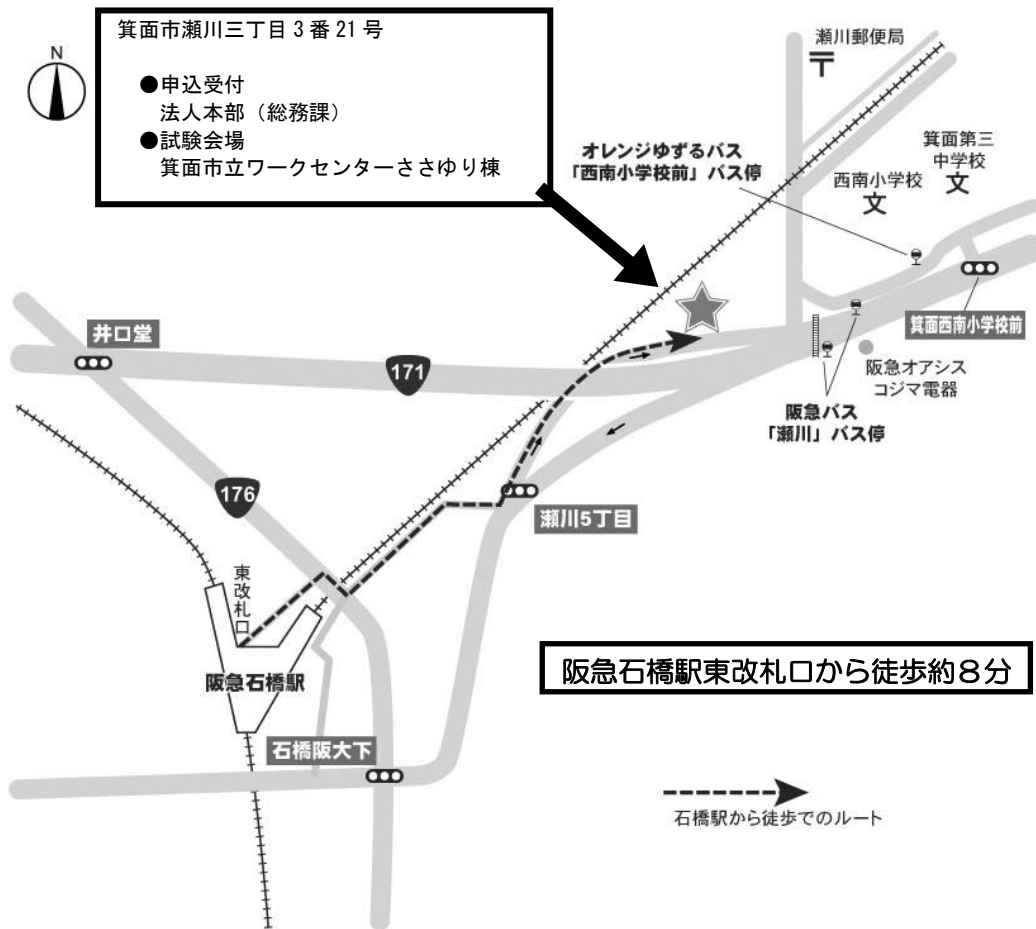 箕面市瀬川三丁目3番21号
●申込受付
法人本部（総務課）
●試験会場
箕面市立ワークセンターささゆり棟
N
瀬川郵便局
〒
オレンジゆずるバス
「西南小学校前」バス停
箕面第三
中学校
文
西南小学校
文
井口堂
171
箕面西南小学校前
阪急オアシス
コジマ電器
阪急バス
「瀬川」バス停
176
瀬川5丁目
東改札口
阪急石橋駅
阪急石橋駅東改札口から徒歩約８分
石橋阪大下
石橋駅から徒歩でのルート